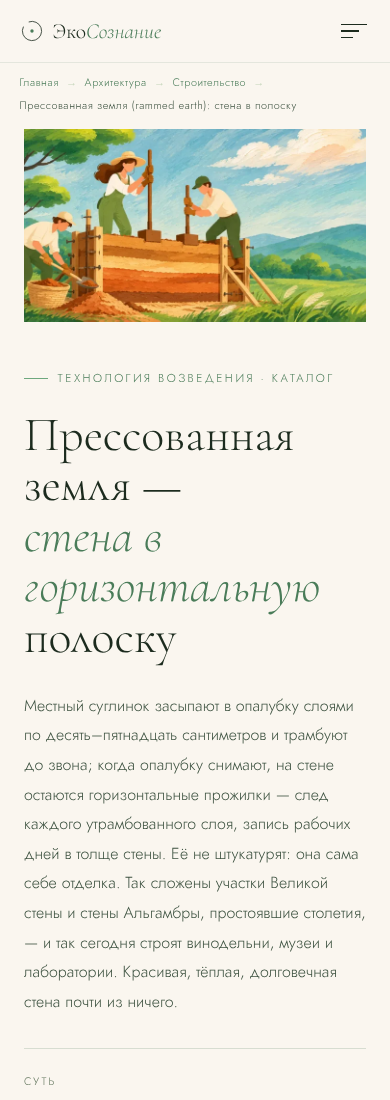 ЭкоСознание
Главная → Архитектура → Строительство →
Прессованная земля (rammed earth): стена в полоску
ТЕХНОЛОГИЯ ВОЗВЕДЕНИЯ · КАТАЛОГ
Прессованная
земля —
стена в
горизонтальную
полоску
Местный суглинок засыпают в опалубку слоями
по десять–пятнадцать сантиметров и трамбуют
до звона; когда опалубку снимают, на стене
остаются горизонтальные прожилки — след
каждого утрамбованного слоя, запись рабочих
дней в толще стены. Её не штукатурят: она сама
себе отделка. Так сложены участки Великой
стены и стены Альгамбры, простоявшие столетия,
— и так сегодня строят винодельни, музеи и
лаборатории. Красивая, тёплая, долговечная
стена почти из ничего.
СУТЬ